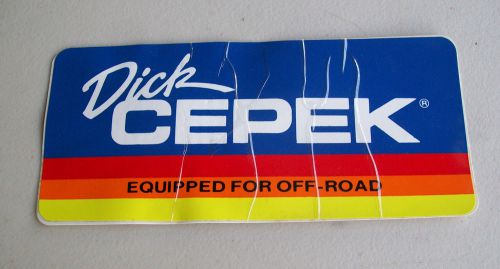 Dick
CEPEK®
EQUIPPED FOR OFF-ROAD